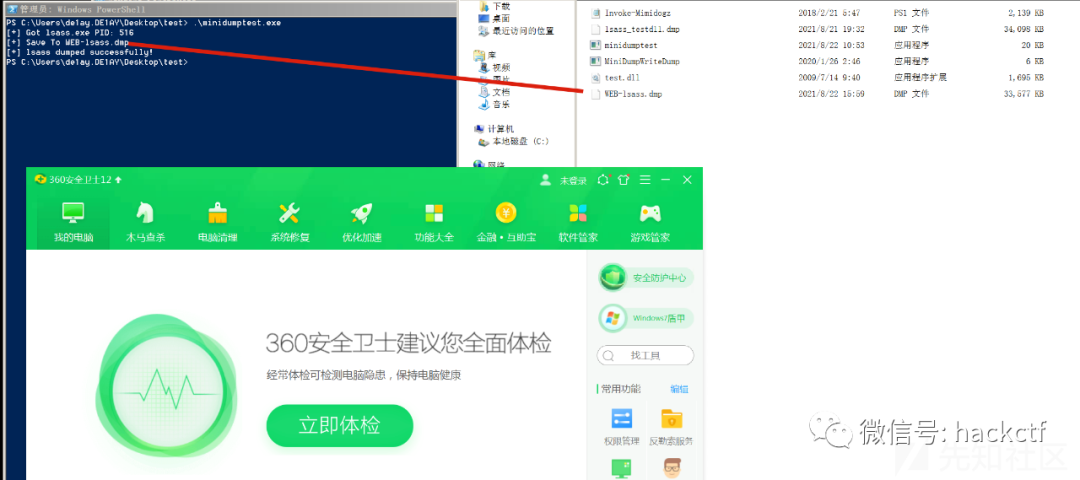 管理员: Windows PowerShell
PS C:\Users\de1ay.DE1AY\Desktop\test> .\minidumptest.exe
[+] Got lsass.exe PID: 516
[+] Save To WEB-lsass.dmp
[+] lsass dumped successfully!
PS C:\Users\de1ay.DE1AY\Desktop\test>
下载
桌面
最近访问的位置
库
视频
图片
文档
音乐
计算机
本地磁盘 (C:)
网络
Invoke-Mimidogz 2018/2/21 5:47 PS1 文件 2,139 KB
lsass_testdll.dmp 2021/8/21 19:32 DMP 文件 34,098 KB
minidumptest 2021/8/22 10:53 应用程序 20 KB
MiniDumpWriteDump 2020/1/26 2:46 应用程序 6 KB
test.dll 2009/7/14 9:40 应用程序扩展 1,695 KB
WEB-lsass.dmp 2021/8/22 15:59 DMP 文件 33,577 KB
360安全卫士12
未登录
我的电脑
木马查杀
电脑清理
系统修复
优化加速
功能大全
金融·互助宝
软件管家
游戏管家
360安全卫士建议您全面体检
经常体检可检测电脑隐患，保持电脑健康
立即体检
安全防护中心
Windows7盾甲
找工具
常用功能 编辑
权限管理 反勒索服务
微信号: hackctf
先知社区